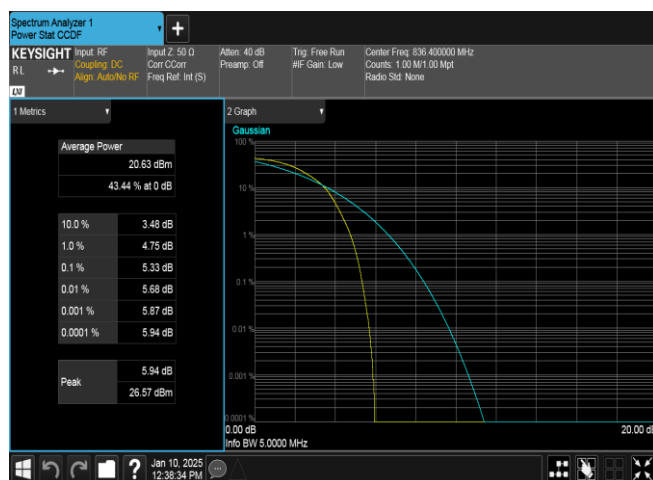 Spectrum Analyzer 1
Power Stat CCDF
+
KEYSIGHT
RL
LXI
Input: RF
Coupling: DC
Align: Auto/No RF
Input Z: 50 Ω
Corr CCorr
Freq Ref: Int (S)
Atten: 40 dB
Preamp: Off
Trig: Free Run
#IF Gain: Low
Center Freq: 836.400000 MHz
Counts: 1.00 M/1.00 Mpt
Radio Std: None
1 Metrics
Average Power
20.63 dBm
43.44 % at 0 dB
10.0 % 3.48 dB
1.0 % 4.75 dB
0.1 % 5.33 dB
0.01 % 5.68 dB
0.001 % 5.87 dB
0.0001 % 5.94 dB
Peak
5.94 dB
26.57 dBm
2 Graph
Gaussian
100 %
10 %
1 %
0.1 %
0.01 %
0.001 %
0.0001 %
0.00 dB
20.00 dB
Info BW 5.0000 MHz
?
Jan 10, 2025
12:38:34 PM